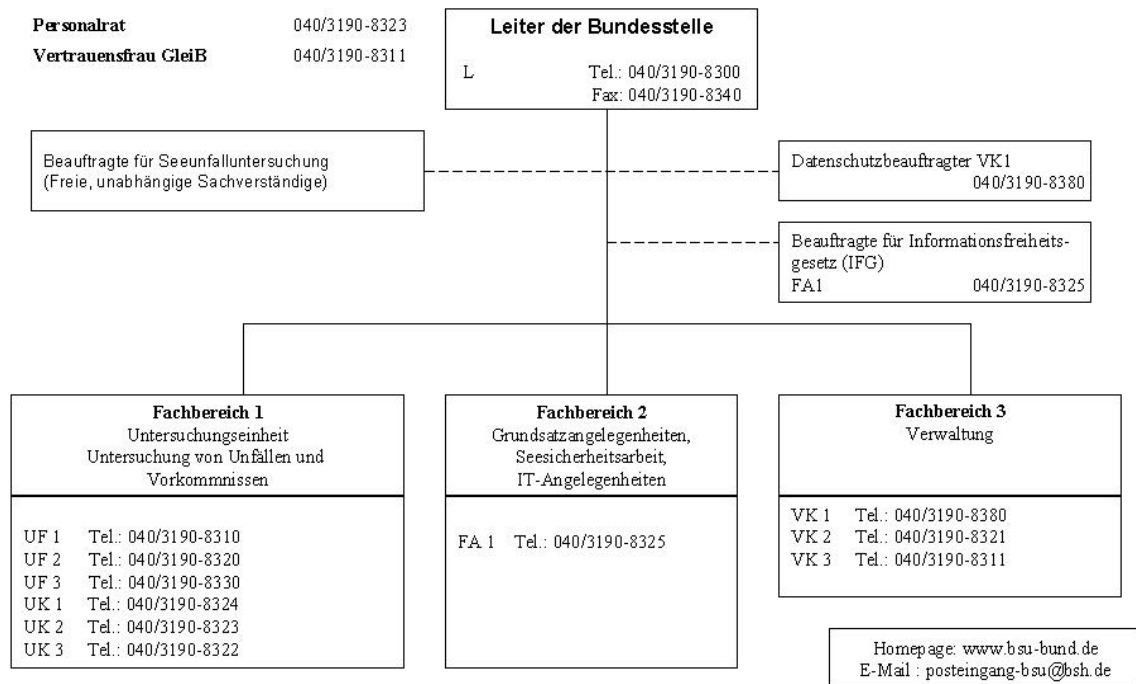 Personalrat 040/3190-8323
Vertrauensfrau GleiB 040/3190-8311
Leiter der Bundesstelle
L Tel.: 040/3190-8300
Fax: 040/3190-8340
Beauftragte für Seeunfalluntersuchung
(Freie, unabhängige Sachverständige)
Datenschutzbeauftragter VK1
040/3190-8380
Beauftragte für Informationsfreiheits-
gesetz (IFG)
FA1 040/3190-8325
Fachbereich 1
Untersuchungseinheit
Untersuchung von Unfällen und
Vorkommnissen
UF 1 Tel.: 040/3190-8310
UF 2 Tel.: 040/3190-8320
UF 3 Tel.: 040/3190-8330
UK 1 Tel.: 040/3190-8324
UK 2 Tel.: 040/3190-8323
UK 3 Tel.: 040/3190-8322
Fachbereich 2
Grundsatzangelegenheiten,
Seesicherheitsarbeit,
IT-Angelegenheiten
FA 1 Tel.: 040/3190-8325
Fachbereich 3
Verwaltung
VK 1 Tel.: 040/3190-8380
VK 2 Tel.: 040/3190-8321
VK 3 Tel.: 040/3190-8311
Homepage: www.bsu-bund.de
E-Mail : posteingang-bsu@bsh.de